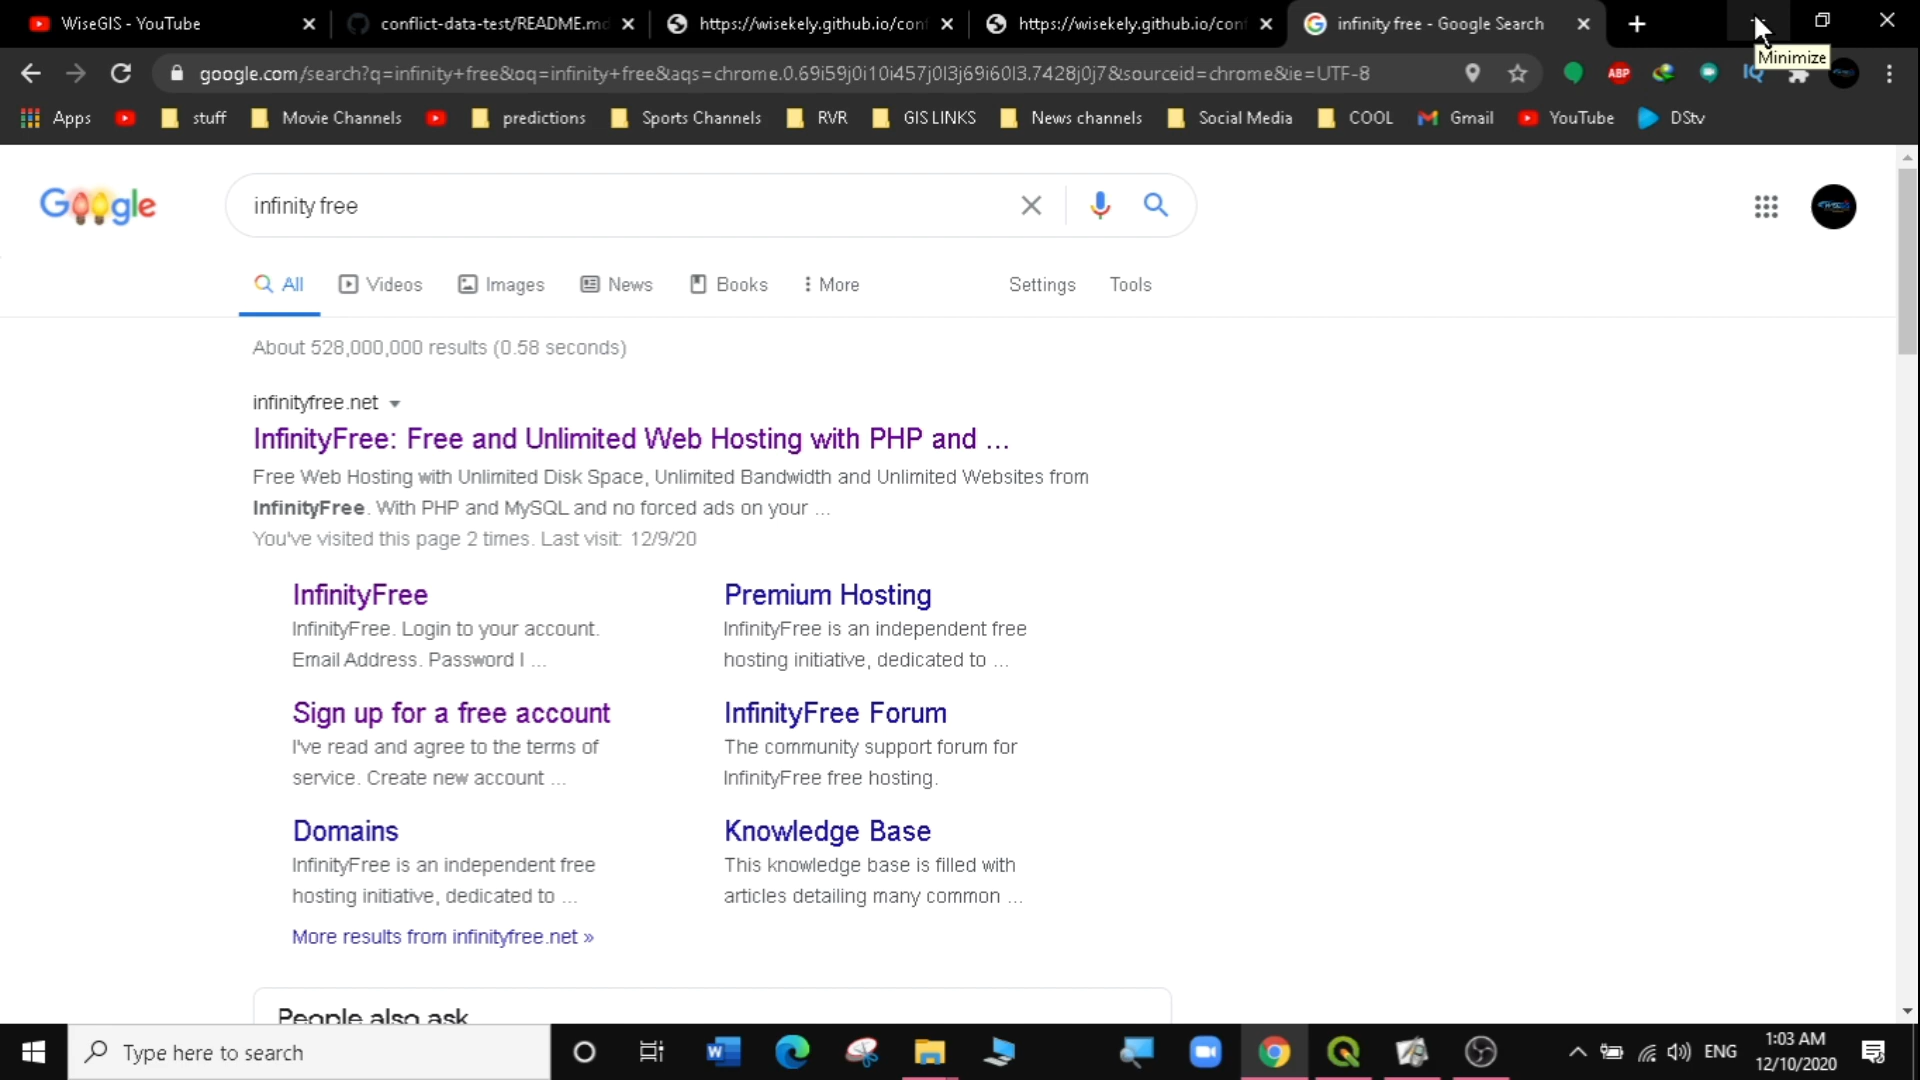 WiseGIS - YouTube
conflict-data-test/README.md
https://wisekely.github.io/conf
https://wisekely.github.io/conf
infinity free - Google Search
Minimize
google.com/search?q=infinity+free&oq=infinity+free&aqs=chrome.0.69i59j0i10i457j0l3j69i60l3.7428j0j7&sourceid=chrome&ie=UTF-8
ABP
IQ
Apps
stuff
Movie Channels
predictions
Sports Channels
RVR
GIS LINKS
News channels
Social Media
COOL
Gmail
YouTube
DStv
Google
infinity free
All
Videos
Images
News
Books
More
Settings
Tools
About 528,000,000 results (0.58 seconds)
infinityfree.net
InfinityFree: Free and Unlimited Web Hosting with PHP and ...
Free Web Hosting with Unlimited Disk Space, Unlimited Bandwidth and Unlimited Websites from
InfinityFree. With PHP and MySQL and no forced ads on your ...
You've visited this page 2 times. Last visit: 12/9/20
InfinityFree
InfinityFree. Login to your account.
Email Address. Password I ...
Premium Hosting
InfinityFree is an independent free
hosting initiative, dedicated to ...
Sign up for a free account
I've read and agree to the terms of
service. Create new account ...
InfinityFree Forum
The community support forum for
InfinityFree free hosting.
Domains
InfinityFree is an independent free
hosting initiative, dedicated to ...
Knowledge Base
This knowledge base is filled with
articles detailing many common ...
More results from infinityfree.net »
People also ask
Type here to search
ENG
1:03 AM
12/10/2020